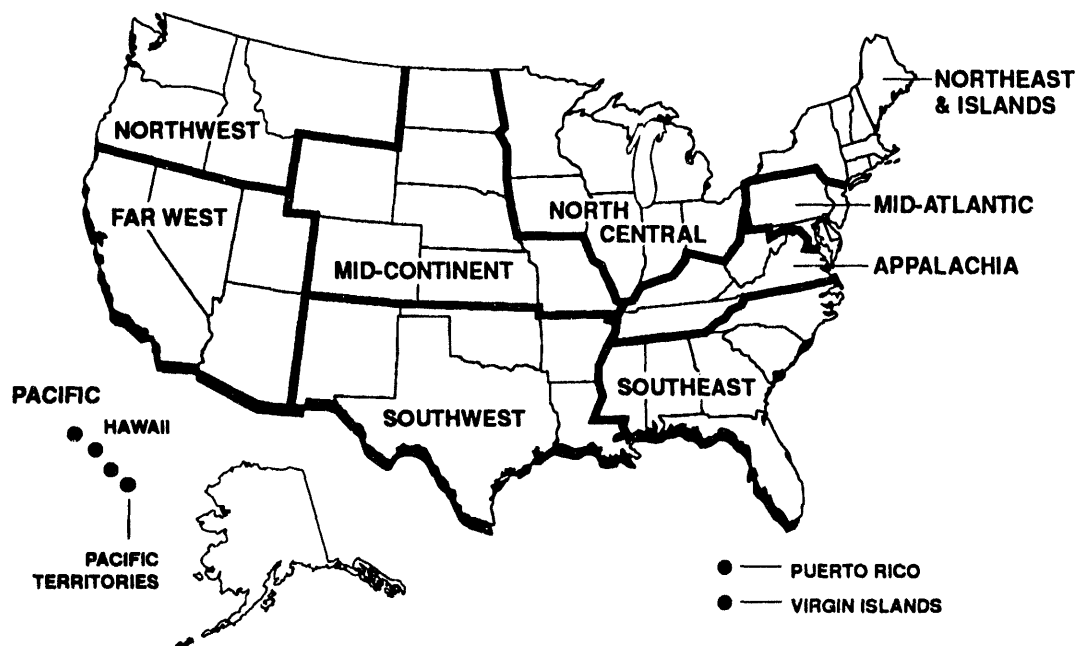 NORTHEAST
& ISLANDS
NORTHWEST
MID-ATLANTIC
FAR WEST
NORTH
CENTRAL
MID-CONTINENT
APPALACHIA
SOUTHEAST
SOUTHWEST
PACIFIC
HAWAII
PACIFIC
TERRITORIES
PUERTO RICO
VIRGIN ISLANDS